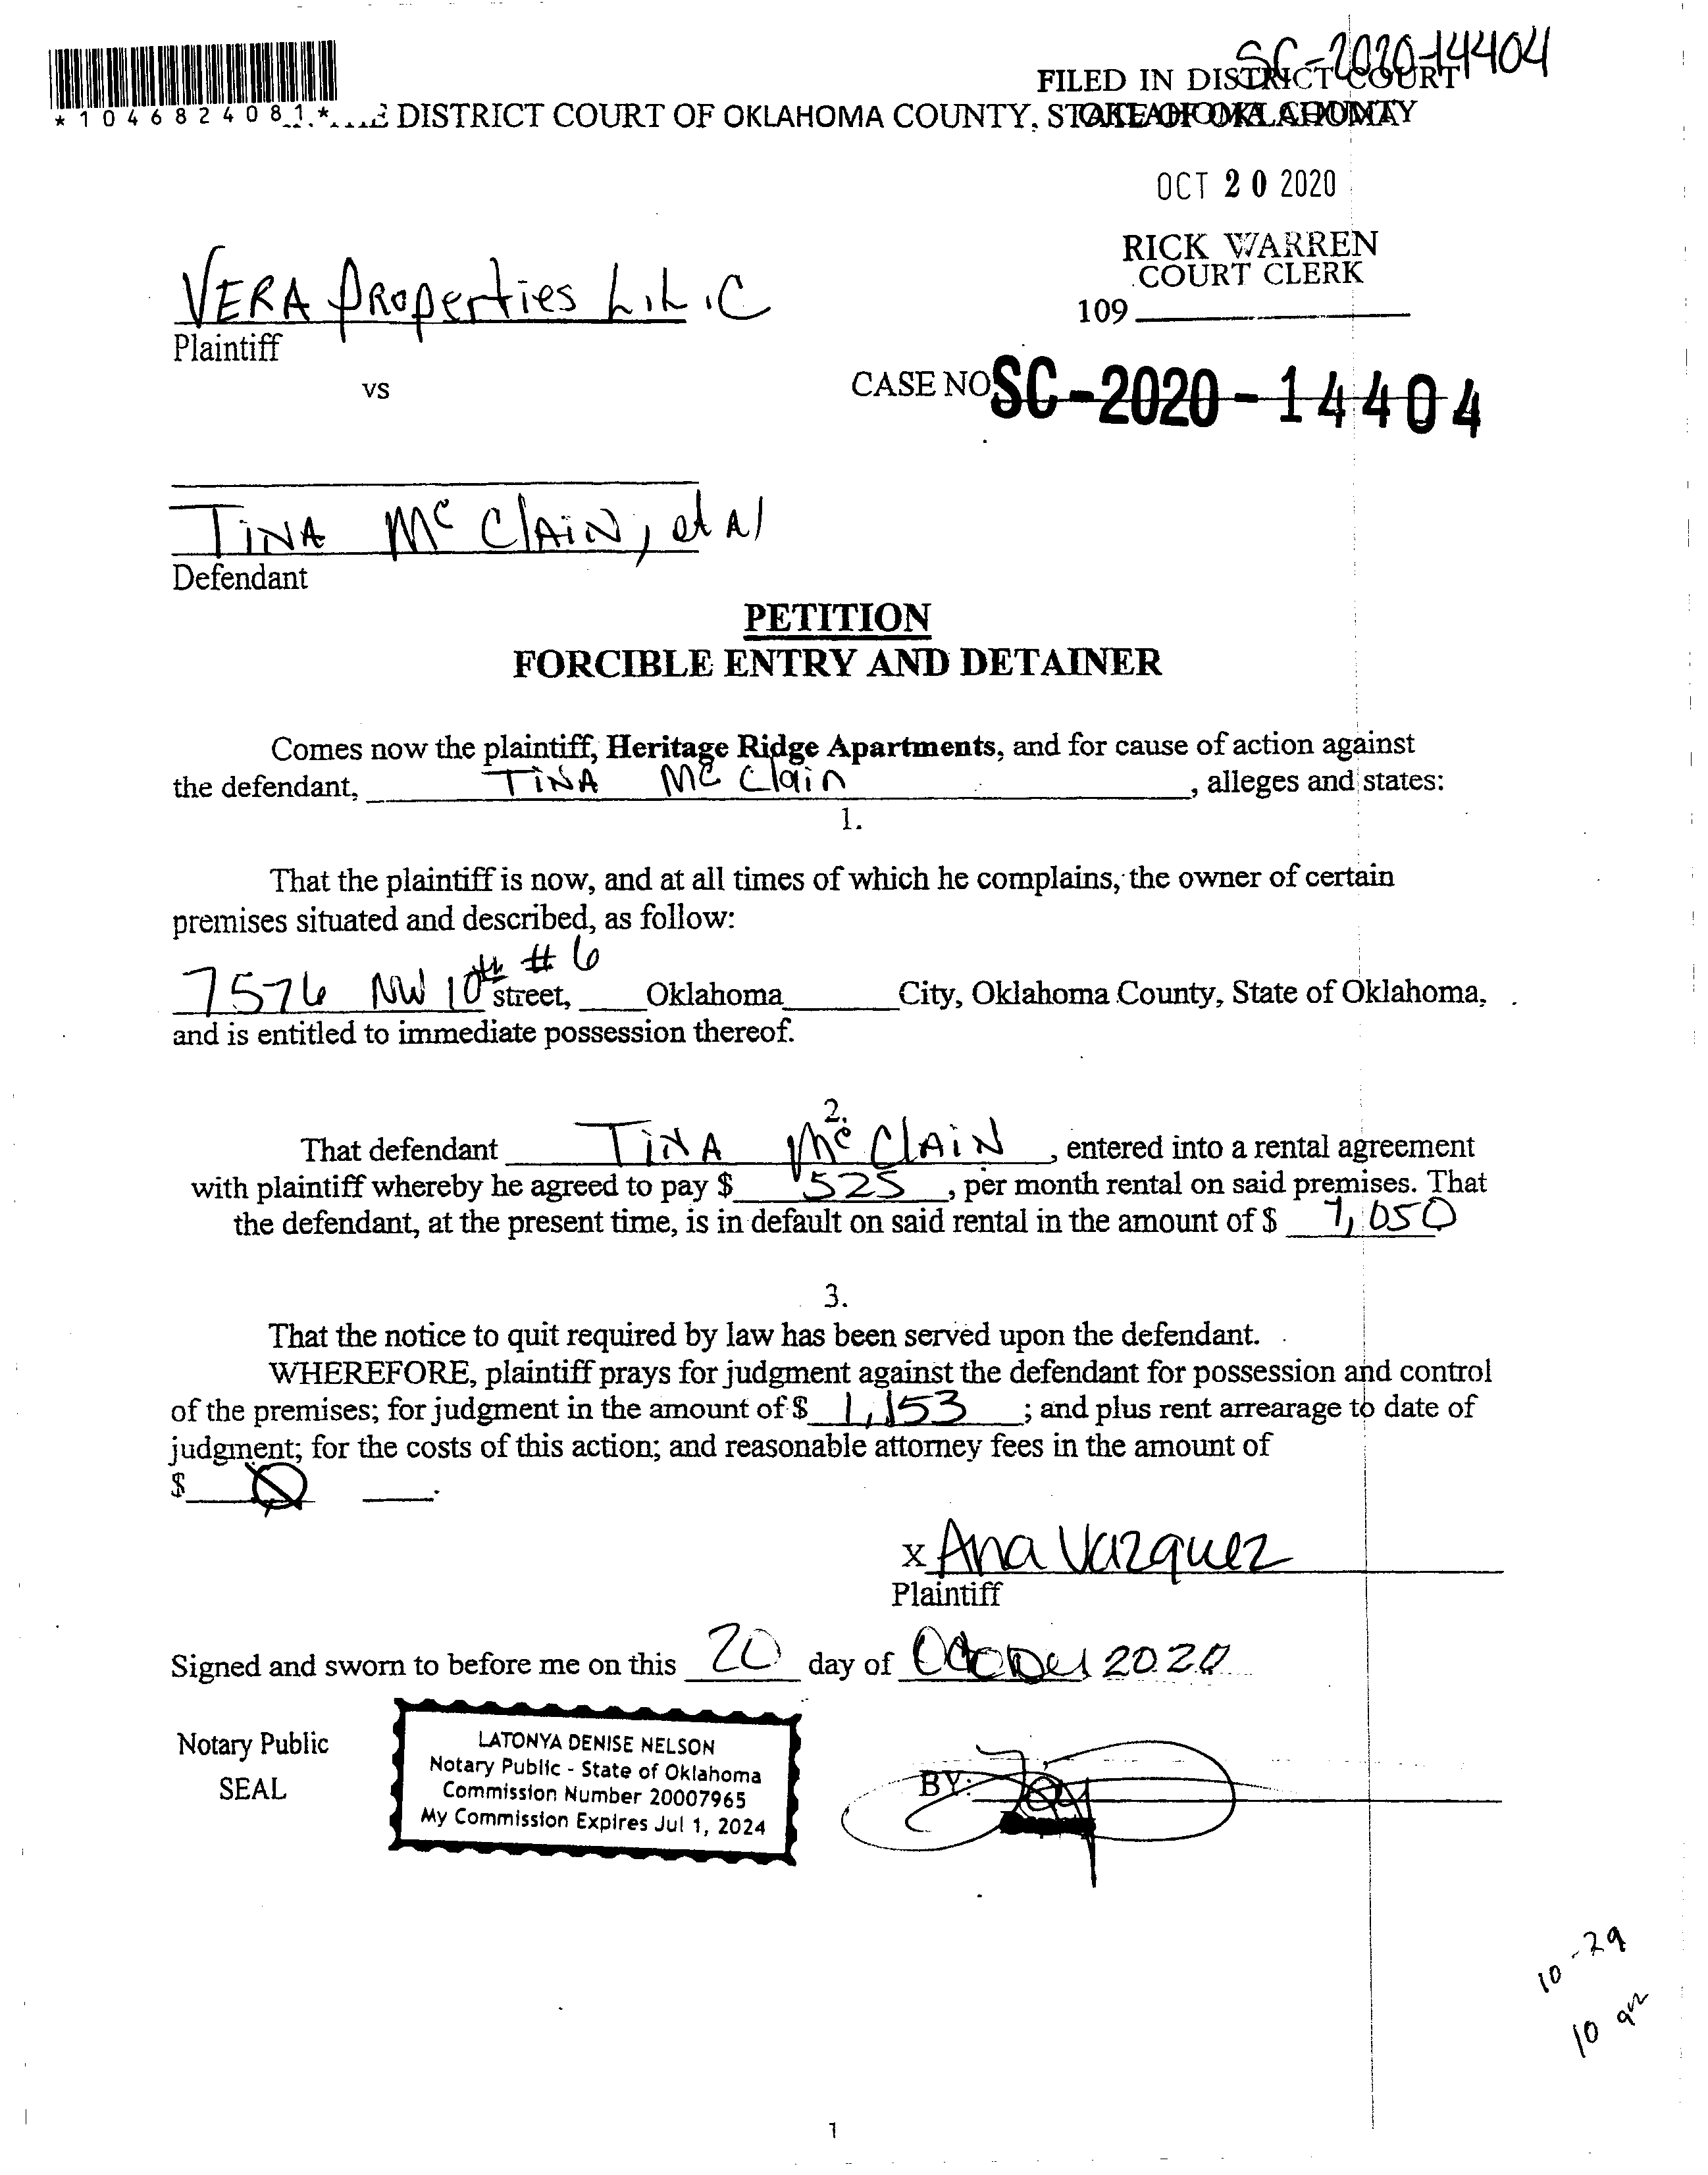 SC-2020-14404
FILED IN DISTRICT COURT
OKLAHOMA COUNTY
*1046824081*
DISTRICT COURT OF OKLAHOMA COUNTY, STATE OF OKLAHOMA
OCT 20 2020
RICK WARREN
COURT CLERK
109
VERA Properties L.L.C
Plaintiff
vs
CASE NO SC-2020-14404
TINA McClAiN, et Al
Defendant
PETITION
FORCIBLE ENTRY AND DETAINER
Comes now the plaintiff, Heritage Ridge Apartments, and for cause of action against
the defendant, TiNA McClain, alleges and states:
1.
That the plaintiff is now, and at all times of which he complains, the owner of certain
premises situated and described, as follow:
7576 NW 10th #6 street, Oklahoma City, Oklahoma County, State of Oklahoma,
and is entitled to immediate possession thereof.
2.
That defendant TiNA McClAiN, entered into a rental agreement
with plaintiff whereby he agreed to pay $ 525, per month rental on said premises. That
the defendant, at the present time, is in default on said rental in the amount of $ 1,050
3.
That the notice to quit required by law has been served upon the defendant.
WHEREFORE, plaintiff prays for judgment against the defendant for possession and control
of the premises; for judgment in the amount of $ 1,153; and plus rent arrearage to date of
judgment; for the costs of this action; and reasonable attorney fees in the amount of
$ Ø.
x Ana Vazquez
Plaintiff
Signed and sworn to before me on this 20 day of October 2020
Notary Public
SEAL
LATONYA DENISE NELSON
Notary Public - State of Oklahoma
Commission Number 20007965
My Commission Expires Jul 1, 2024
BY:
10-29
10 am
1